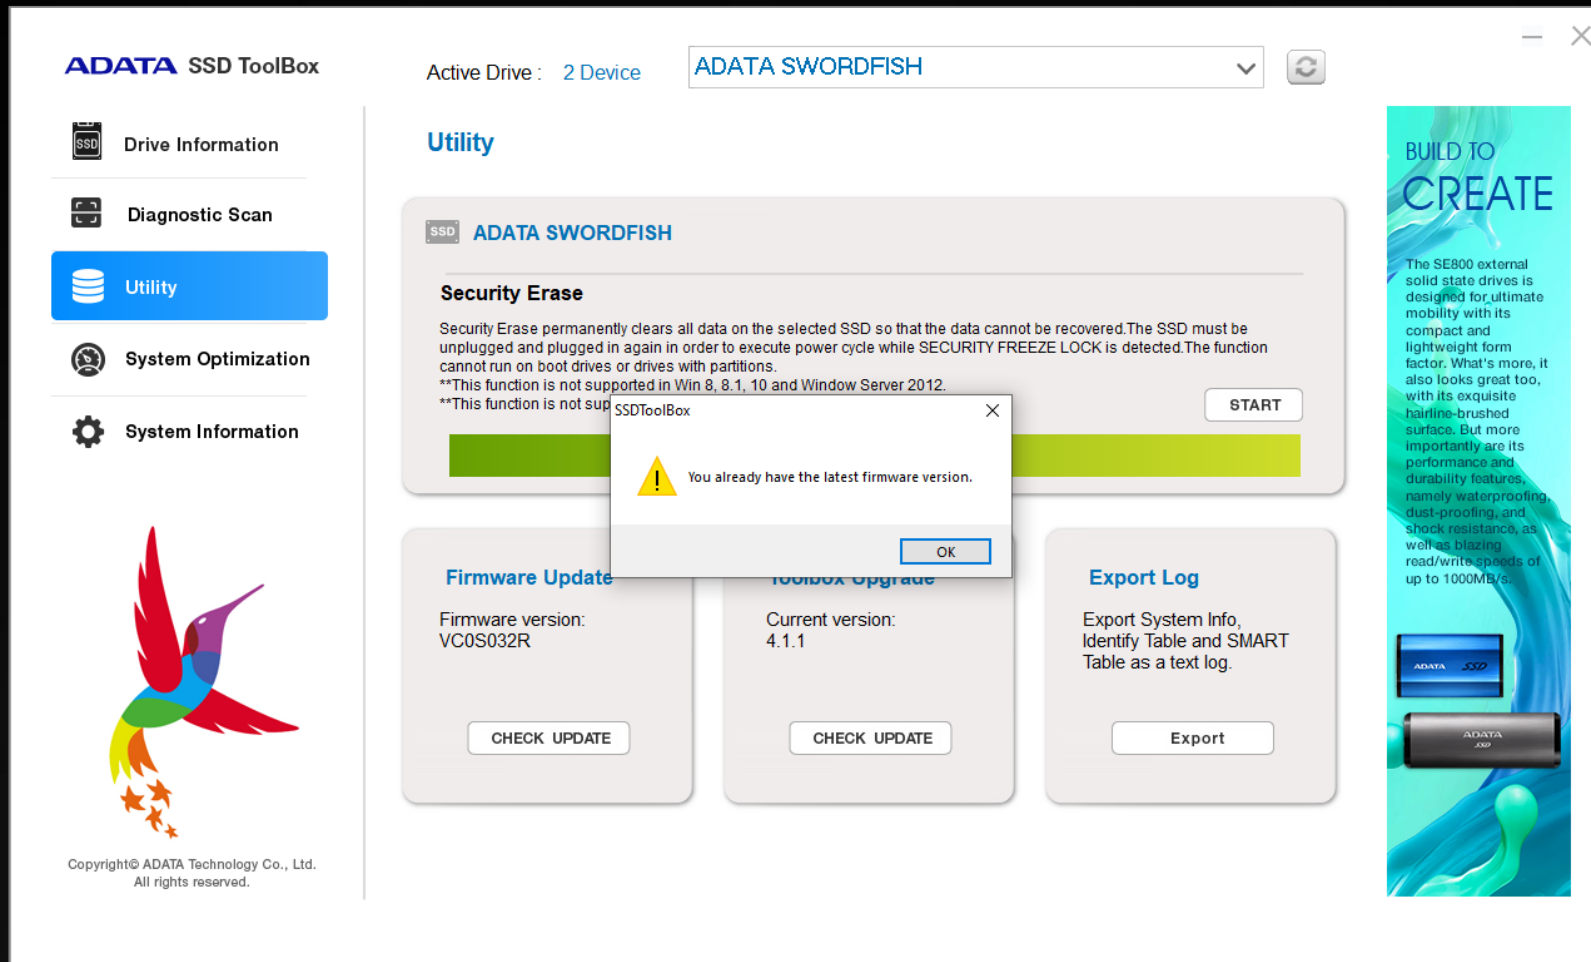 ADATA SSD ToolBox
Active Drive : 2 Device
ADATA SWORDFISH
SSD
Drive Information
Diagnostic Scan
Utility
System Optimization
System Information
Copyright© ADATA Technology Co., Ltd.
All rights reserved.
Utility
SSD ADATA SWORDFISH
Security Erase
Security Erase permanently clears all data on the selected SSD so that the data cannot be recovered.The SSD must be
unplugged and plugged in again in order to execute power cycle while SECURITY FREEZE LOCK is detected.The function
cannot run on boot drives or drives with partitions.
**This function is not supported in Win 8, 8.1, 10 and Window Server 2012.
**This function is not sup
START
SSDToolBox
You already have the latest firmware version.
OK
Firmware Update
Firmware version:
VC0S032R
CHECK UPDATE
Toolbox Upgrade
Current version:
4.1.1
CHECK UPDATE
Export Log
Export System Info,
Identify Table and SMART
Table as a text log.
Export
BUILD TO
CREATE
The SE800 external
solid state drives is
designed for ultimate
mobility with its
compact and
lightweight form
factor. What's more, it
also looks great too,
with its exquisite
hairline-brushed
surface. But more
importantly are its
performance and
durability features,
namely waterproofing,
dust-proofing, and
shock resistance, as
well as blazing
read/write speeds of
up to 1000MB/s.
ADATA SSD
ADATA
SSD